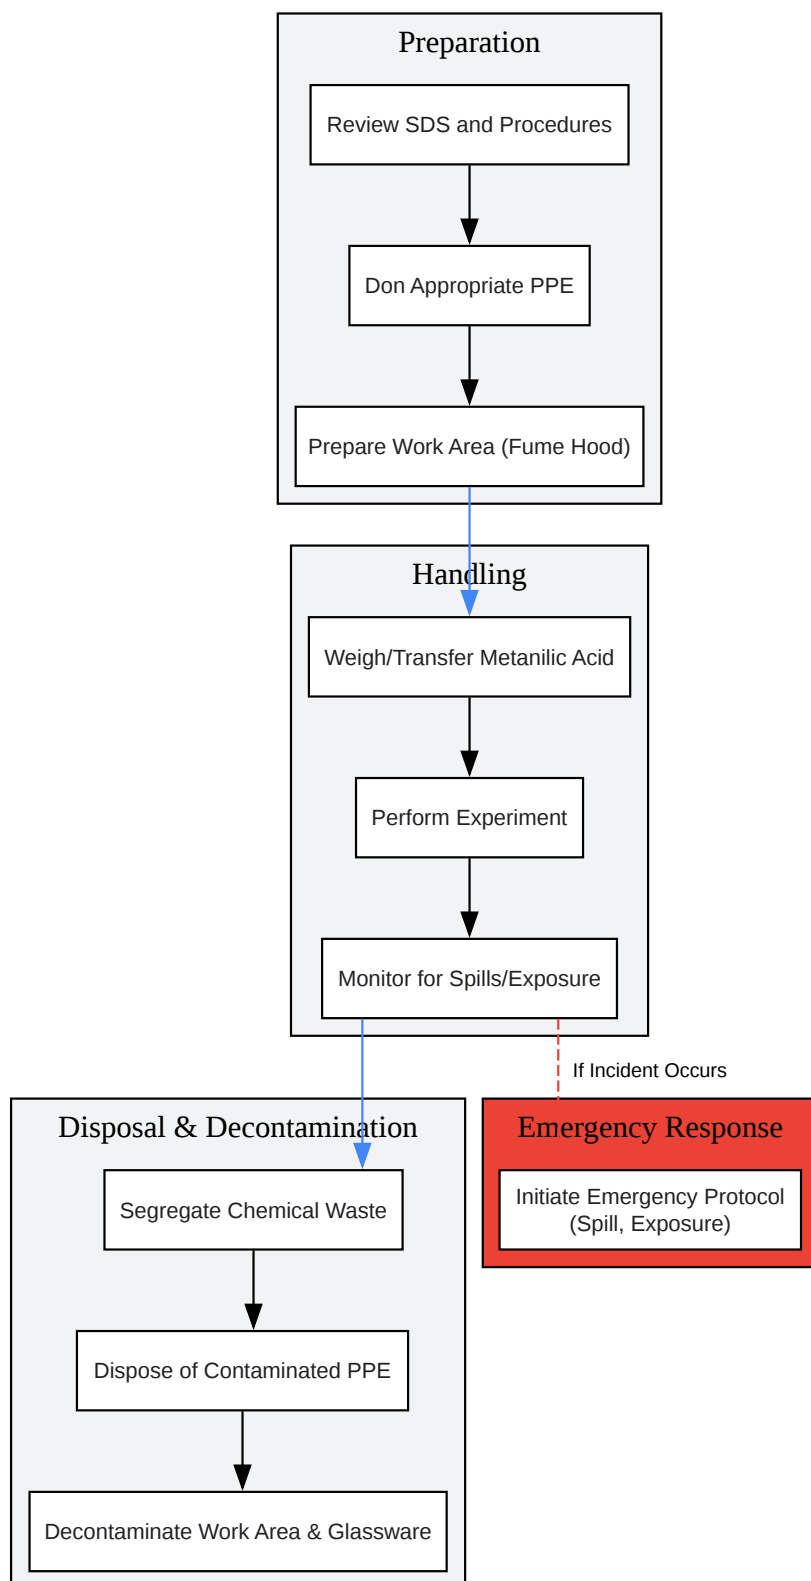 Preparation
Review SDS and Procedures
Don Appropriate PPE
Prepare Work Area (Fume Hood)
Handling
Weigh/Transfer Metanilic Acid
Perform Experiment
Monitor for Spills/Exposure
If Incident Occurs
Disposal & Decontamination
Segregate Chemical Waste
Dispose of Contaminated PPE
Decontaminate Work Area & Glassware
Emergency Response
Initiate Emergency Protocol
(Spill, Exposure)